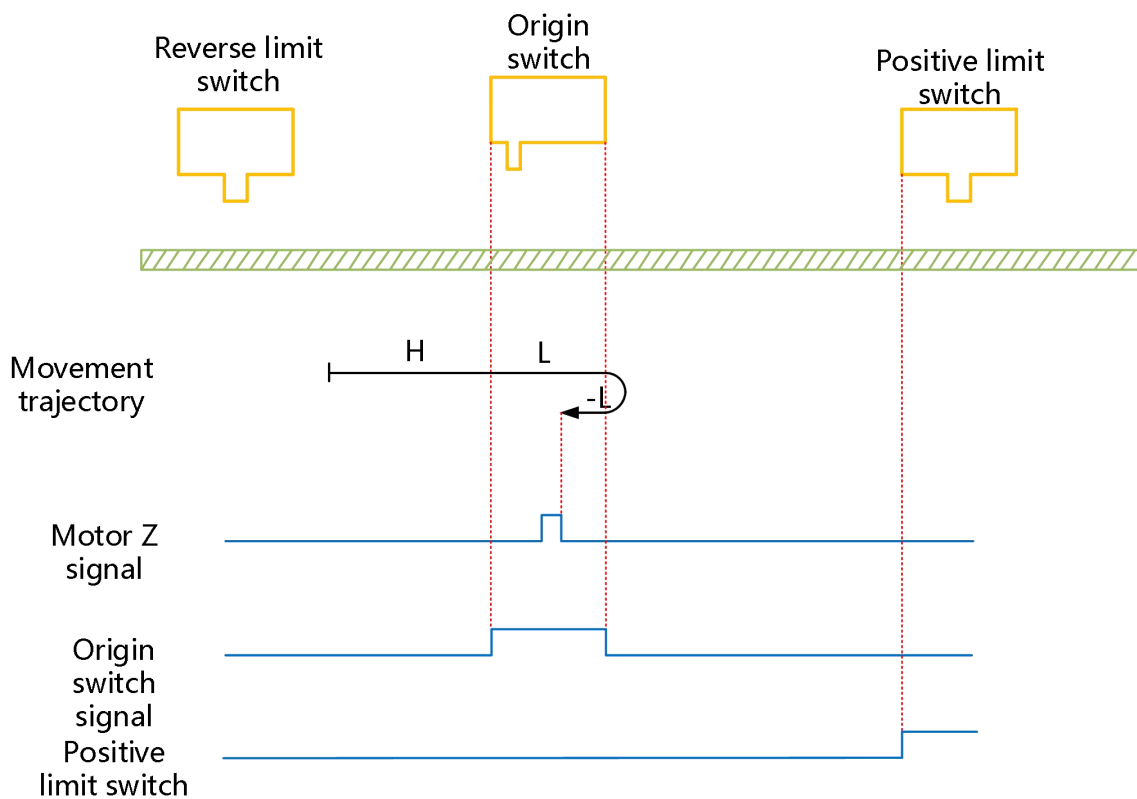 Reverse limit
switch
Origin
switch
Positive limit
switch
Movement
trajectory
H
L
-L
Motor Z
signal
Origin
switch
signal
Positive
limit switch